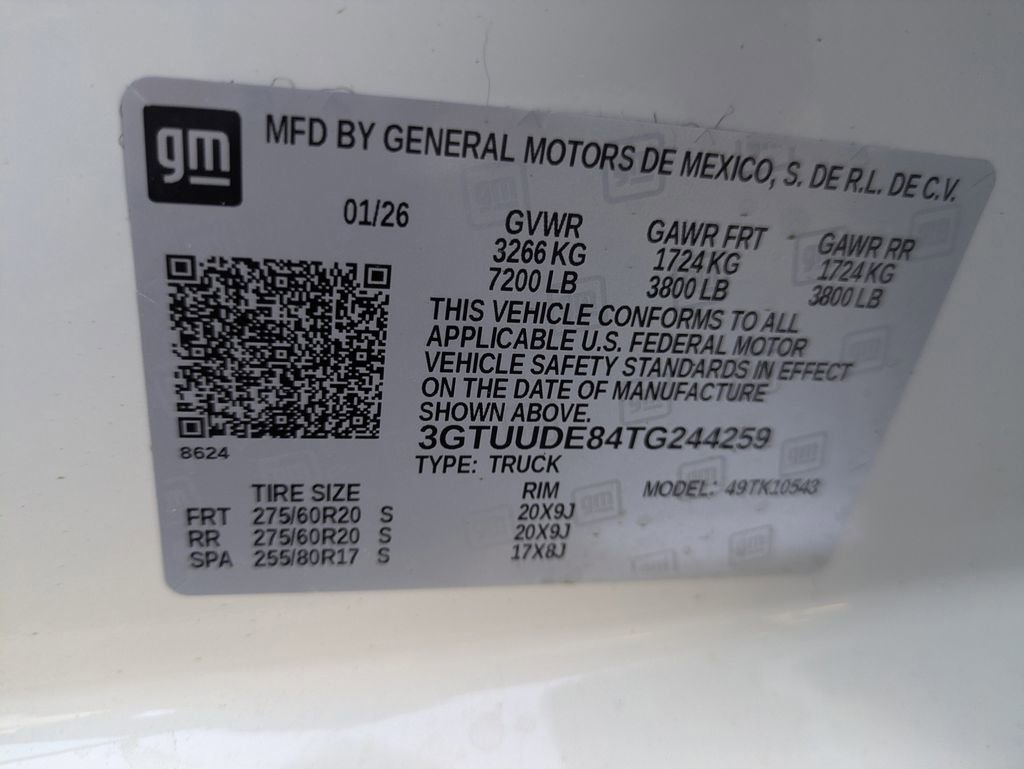 gm
MFD BY GENERAL MOTORS DE MEXICO, S. DE R.L. DE C.V.
01/26
GVWR GAWR FRT GAWR RR
3266 KG 1724 KG 1724 KG
7200 LB 3800 LB 3800 LB
THIS VEHICLE CONFORMS TO ALL
APPLICABLE U.S. FEDERAL MOTOR
VEHICLE SAFETY STANDARDS IN EFFECT
ON THE DATE OF MANUFACTURE
SHOWN ABOVE.
3GTUUDE84TG244259
8624
TYPE: TRUCK
TIRE SIZE RIM MODEL: 49TK10543
FRT 275/60R20 S 20X9J
RR 275/60R20 S 20X9J
SPA 255/80R17 S 17X8J